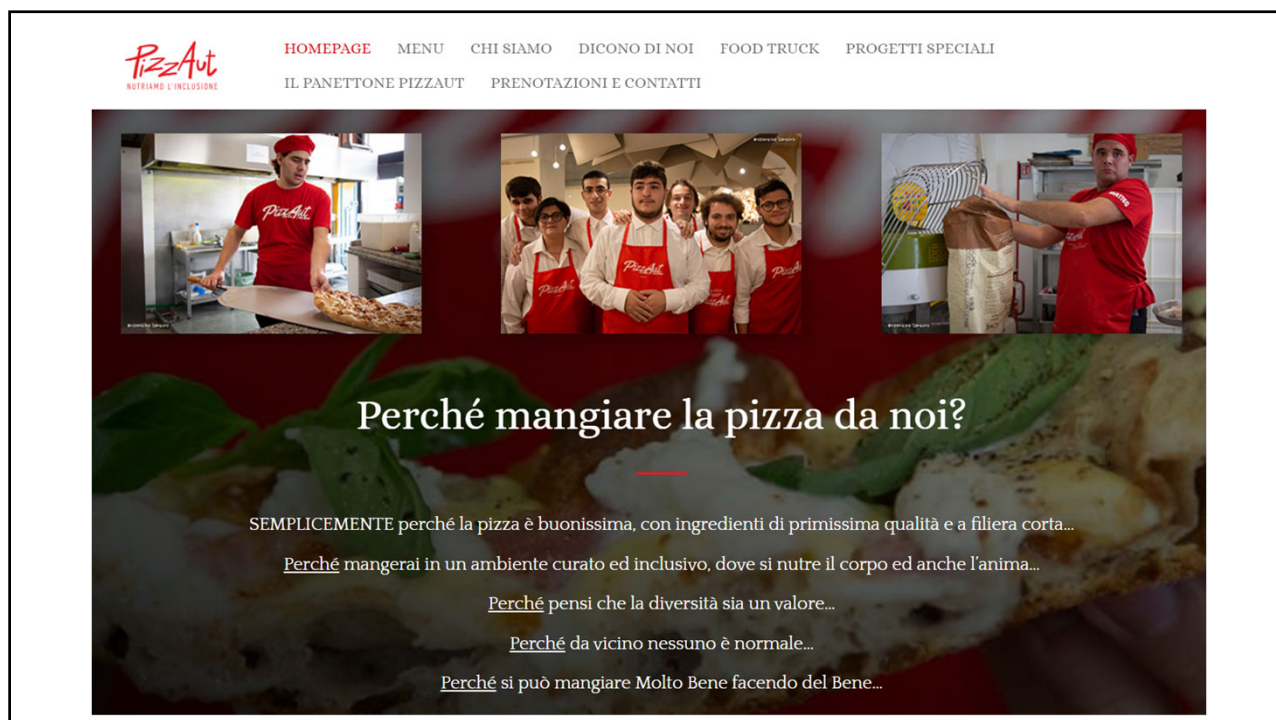 PizzAut
NUTRIAMO L'INCLUSIONE
HOMEPAGE MENU CHI SIAMO DICONO DI NOI FOOD TRUCK PROGETTI SPECIALI
IL PANETTONE PIZZAUT PRENOTAZIONI E CONTATTI
PizzAut
PizzAut
PizzAut
Perché mangiare la pizza da noi?
SEMPLICEMENTE perché la pizza è buonissima, con ingredienti di primissima qualità e a filiera corta...
Perché mangerai in un ambiente curato ed inclusivo, dove si nutre il corpo ed anche l'anima...
Perché pensi che la diversità sia un valore...
Perché da vicino nessuno è normale...
Perché si può mangiare Molto Bene facendo del Bene...